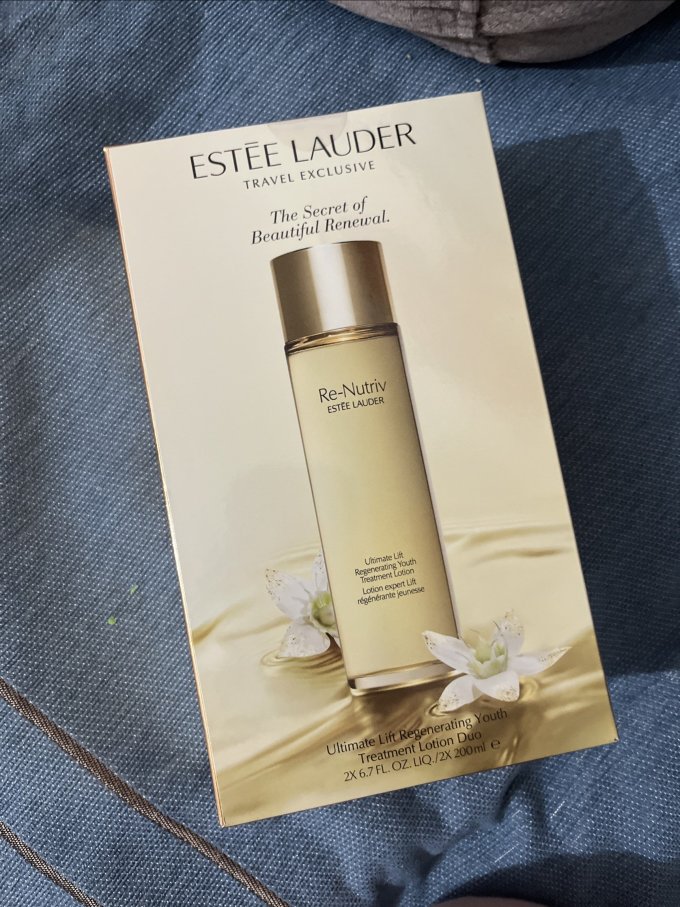 ESTĒE LAUDER
TRAVEL EXCLUSIVE
The Secret of
Beautiful Renewal.
Re-Nutriv
ESTĒE LAUDER
Ultimate Lift
Regenerating Youth
Treatment Lotion
Lotion expert Lift
régénérante jeunesse
Ultimate Lift Regenerating Youth
Treatment Lotion Duo
2X 6.7 FL. OZ. LIQ./2X 200 ml ℮